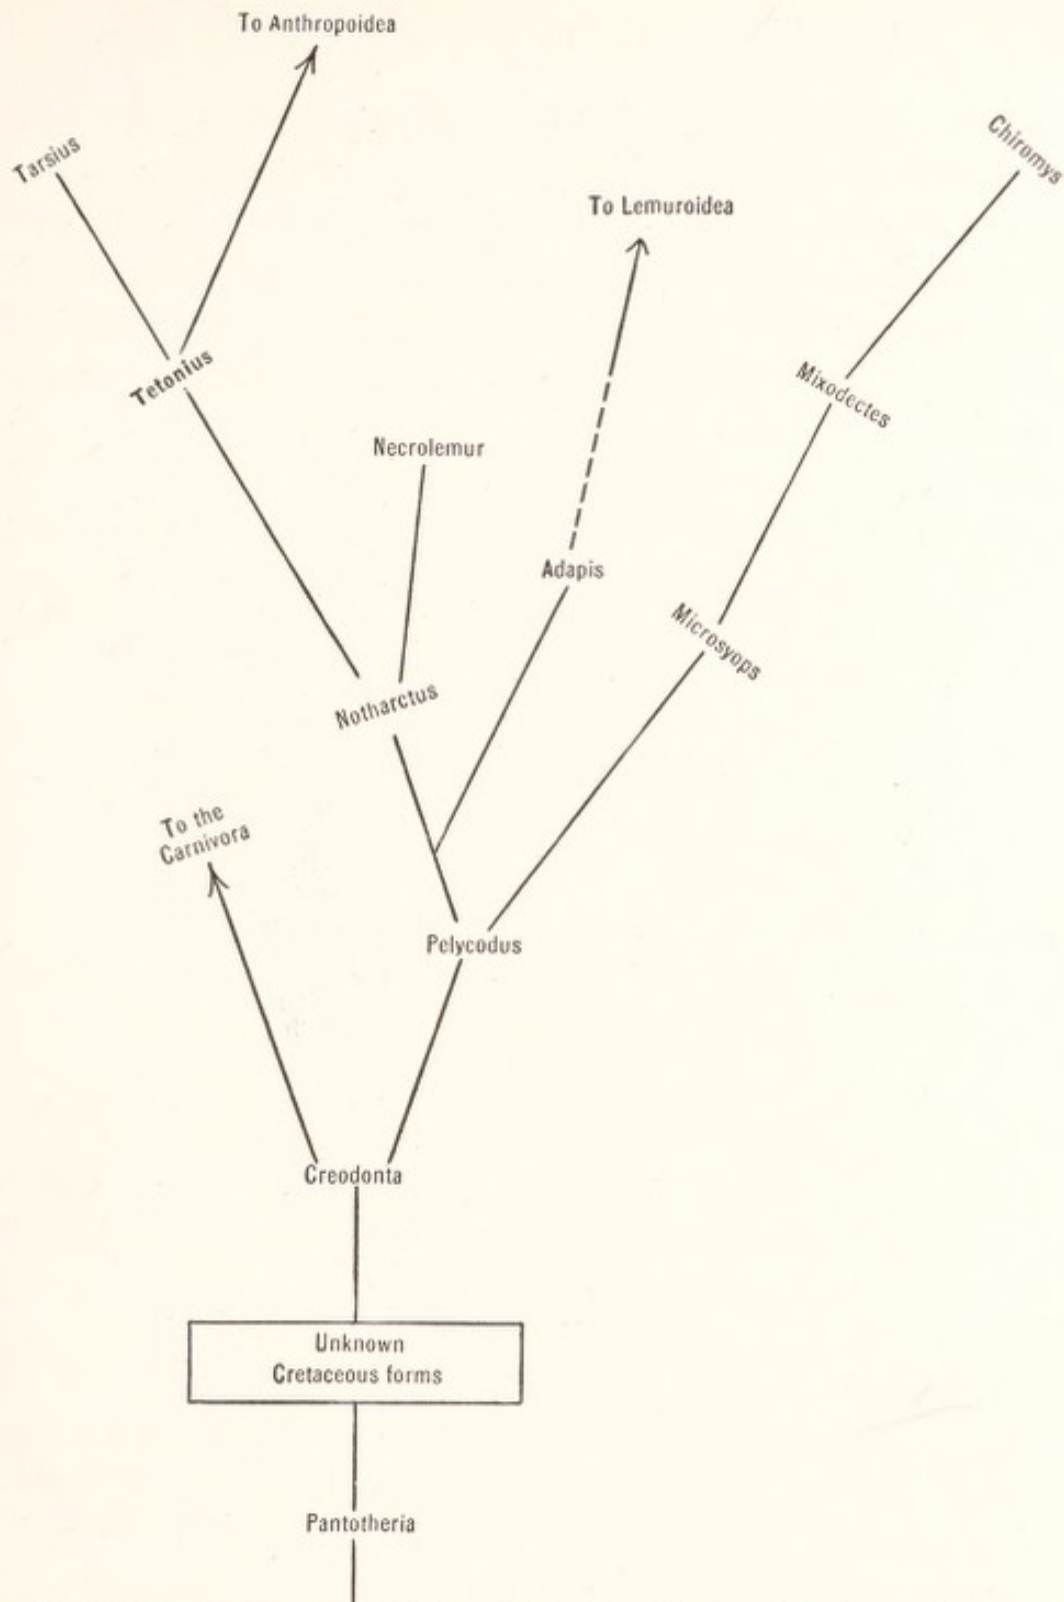 To Anthropoidea
Tarsius
Chiromys
To Lemuroidea
Tetonius
Mixodectes
Necrolemur
Adapis
Microsyops
Notharctus
To the
Carnivora
Pelycodus
Creodonta
Unknown
Cretaceous forms
Pantotheria